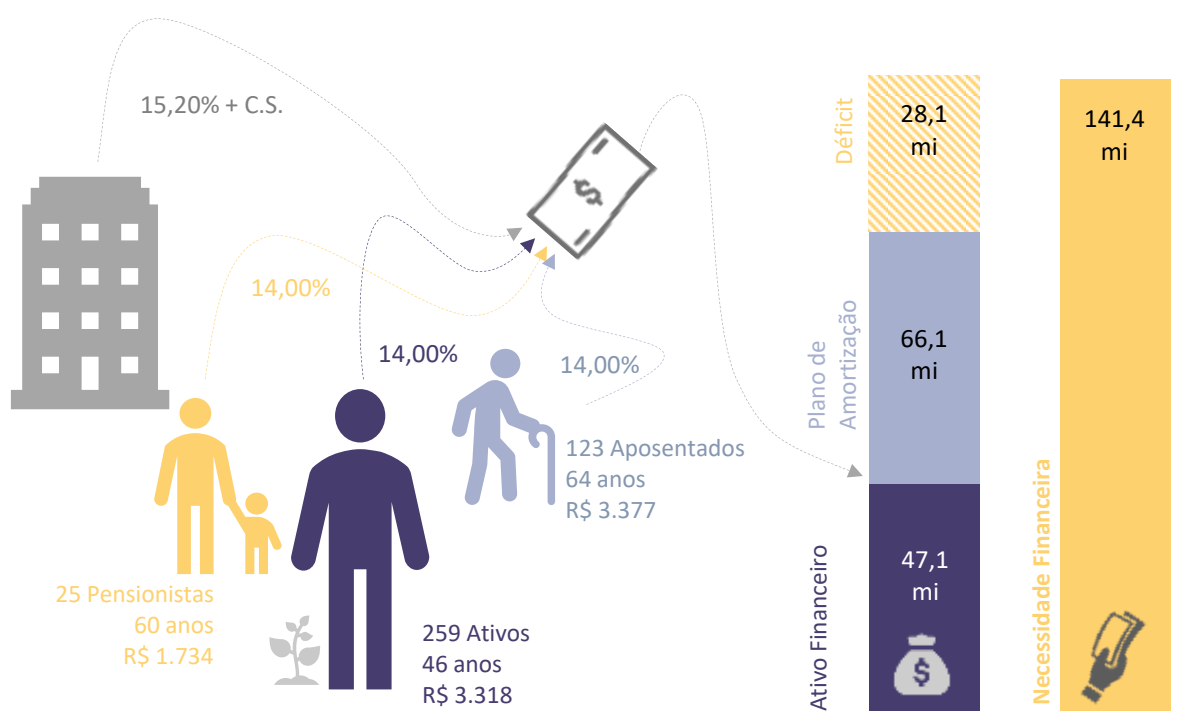 15,20% + C.S.
14,00%
14,00%
14,00%
25 Pensionistas
60 anos
R$ 1.734
259 Ativos
46 anos
R$ 3.318
123 Aposentados
64 anos
R$ 3.377
$
Déficit
28,1
mi
Plano de
Amortização
66,1
mi
Ativo Financeiro
47,1
mi
$
Necessidade Financeira
141,4
mi